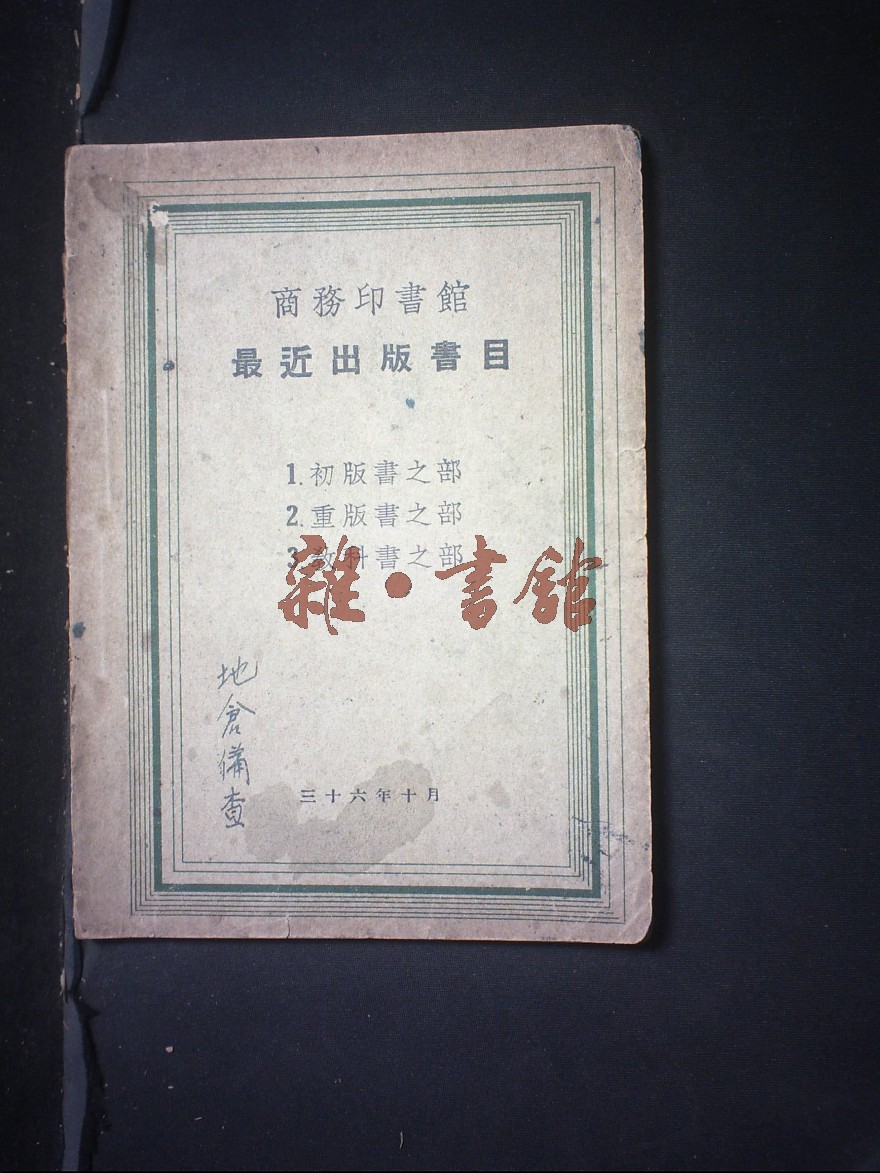 商務印書館
最近出版書目
1.初版書之部
2.重版書之部
3.教科書之部
雜·書館
地倉備查
三十六年十月